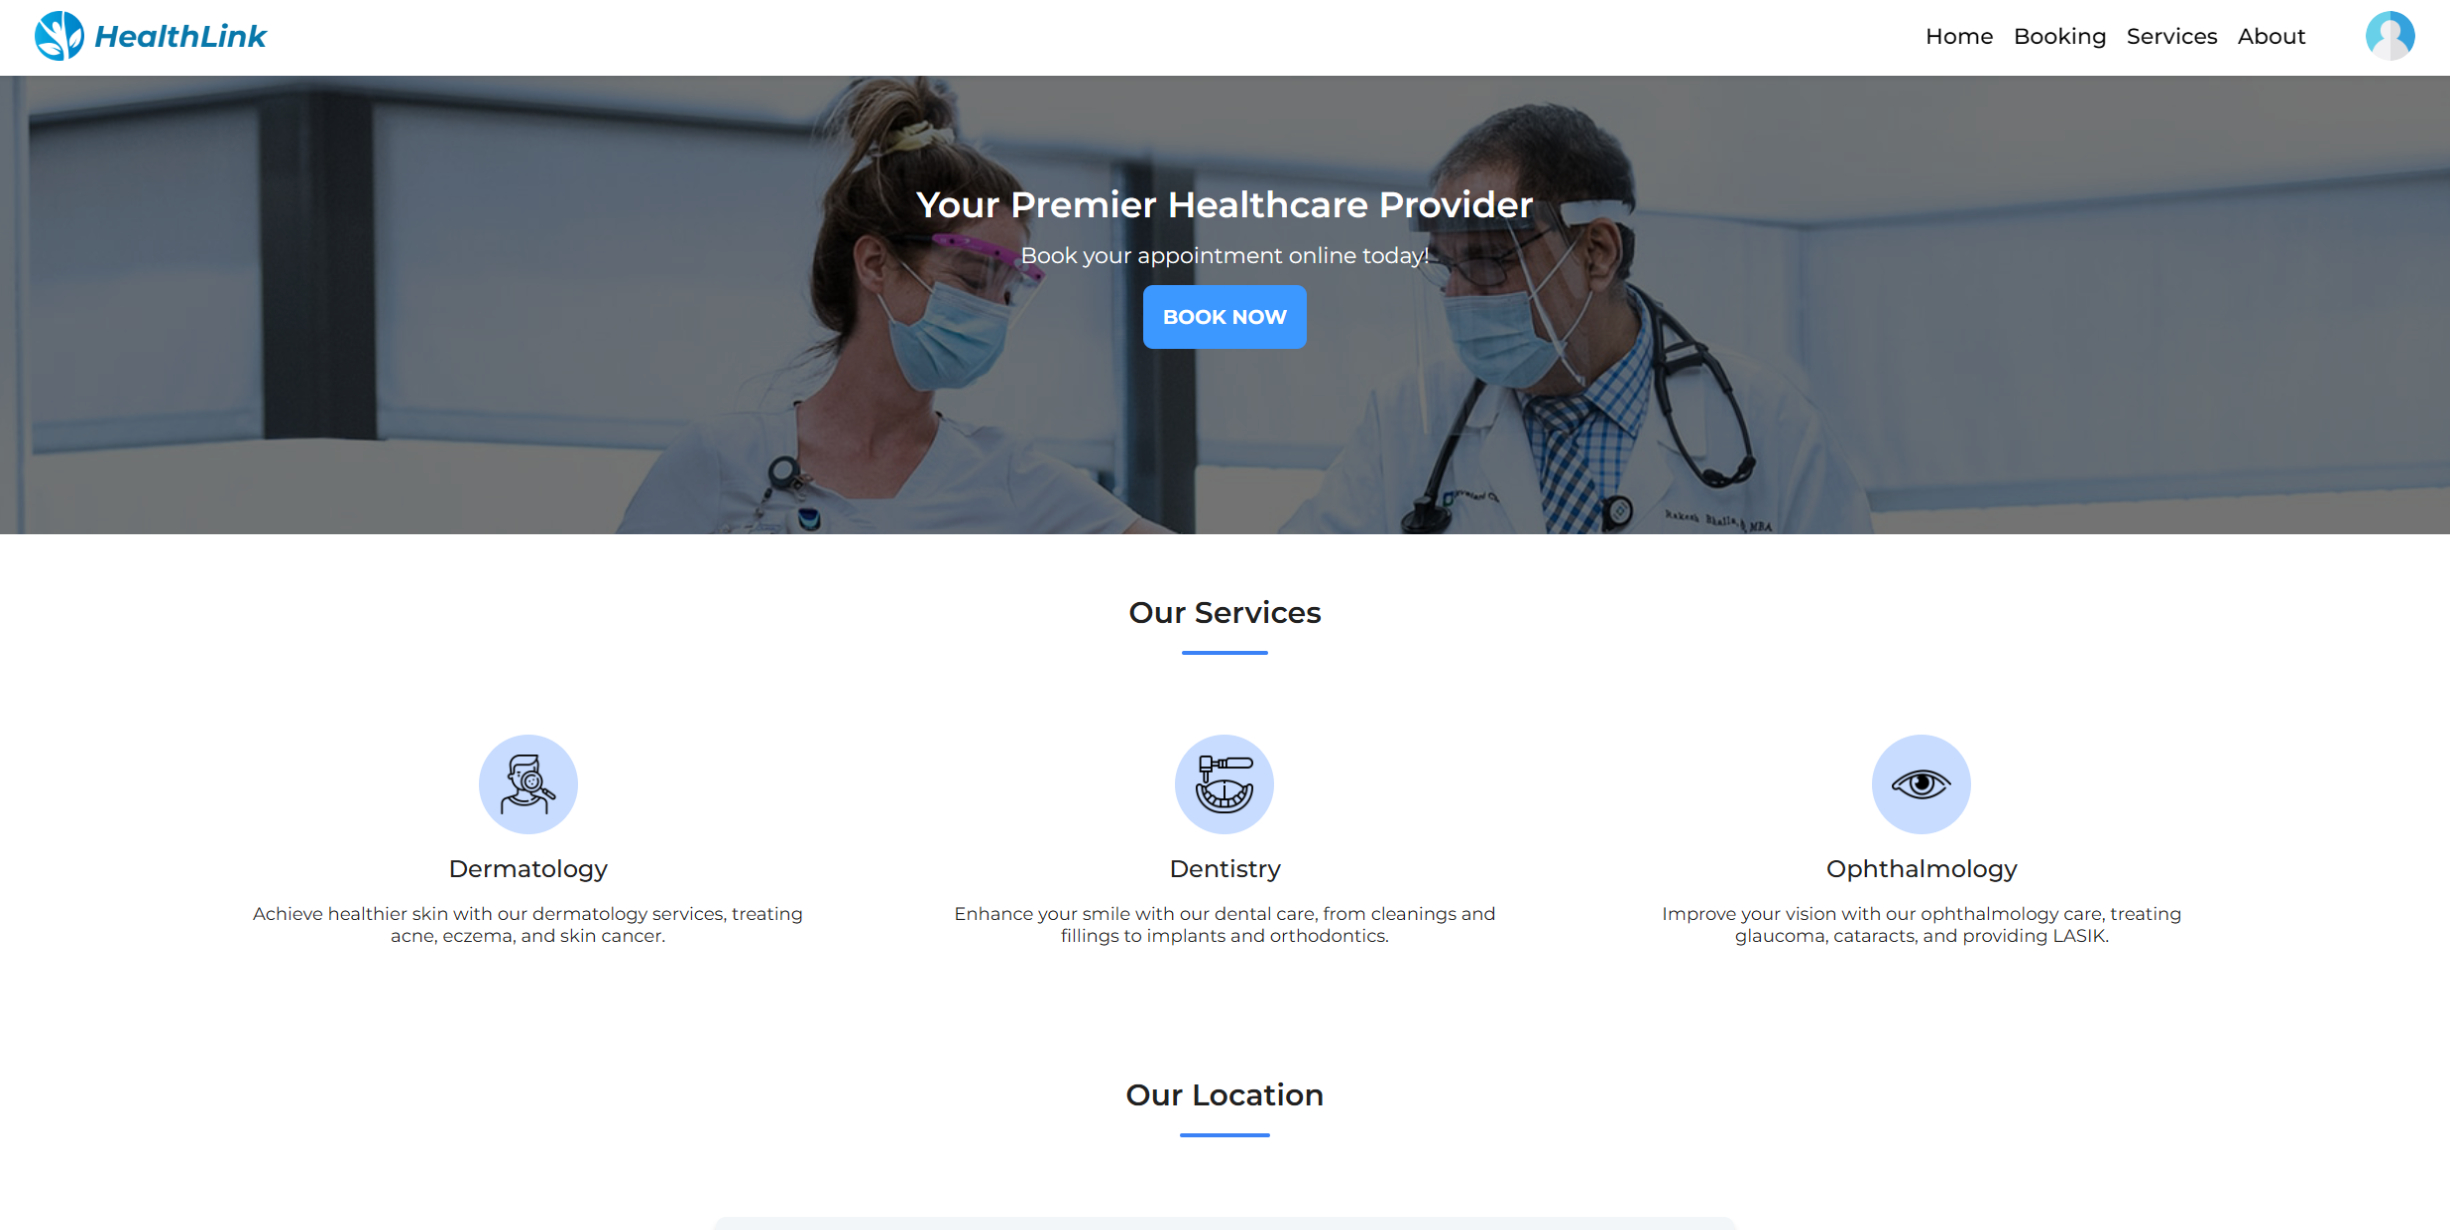 HealthLink
Home Booking Services About
Your Premier Healthcare Provider
Book your appointment online today!
BOOK NOW
MBA
Our Services
Dermatology
Achieve healthier skin with our dermatology services, treating
acne, eczema, and skin cancer.
Dentistry
Enhance your smile with our dental care, from cleanings and
fillings to implants and orthodontics.
Ophthalmology
Improve your vision with our ophthalmology care, treating
glaucoma, cataracts, and providing LASIK.
Our Location